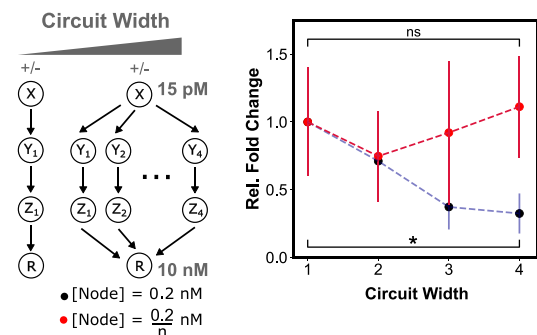 Circuit Width
+/-
+/-
X
X
15 pM
Y1
Y1
Y2
Y4
...
Z1
Z1
Z2
Z4
R
R
10 nM
[Node] = 0.2 nM
[Node] = 0.2/n nM
Rel. Fold Change
1.5
1.0
0.5
0.0
ns
*
1
2
3
4
Circuit Width